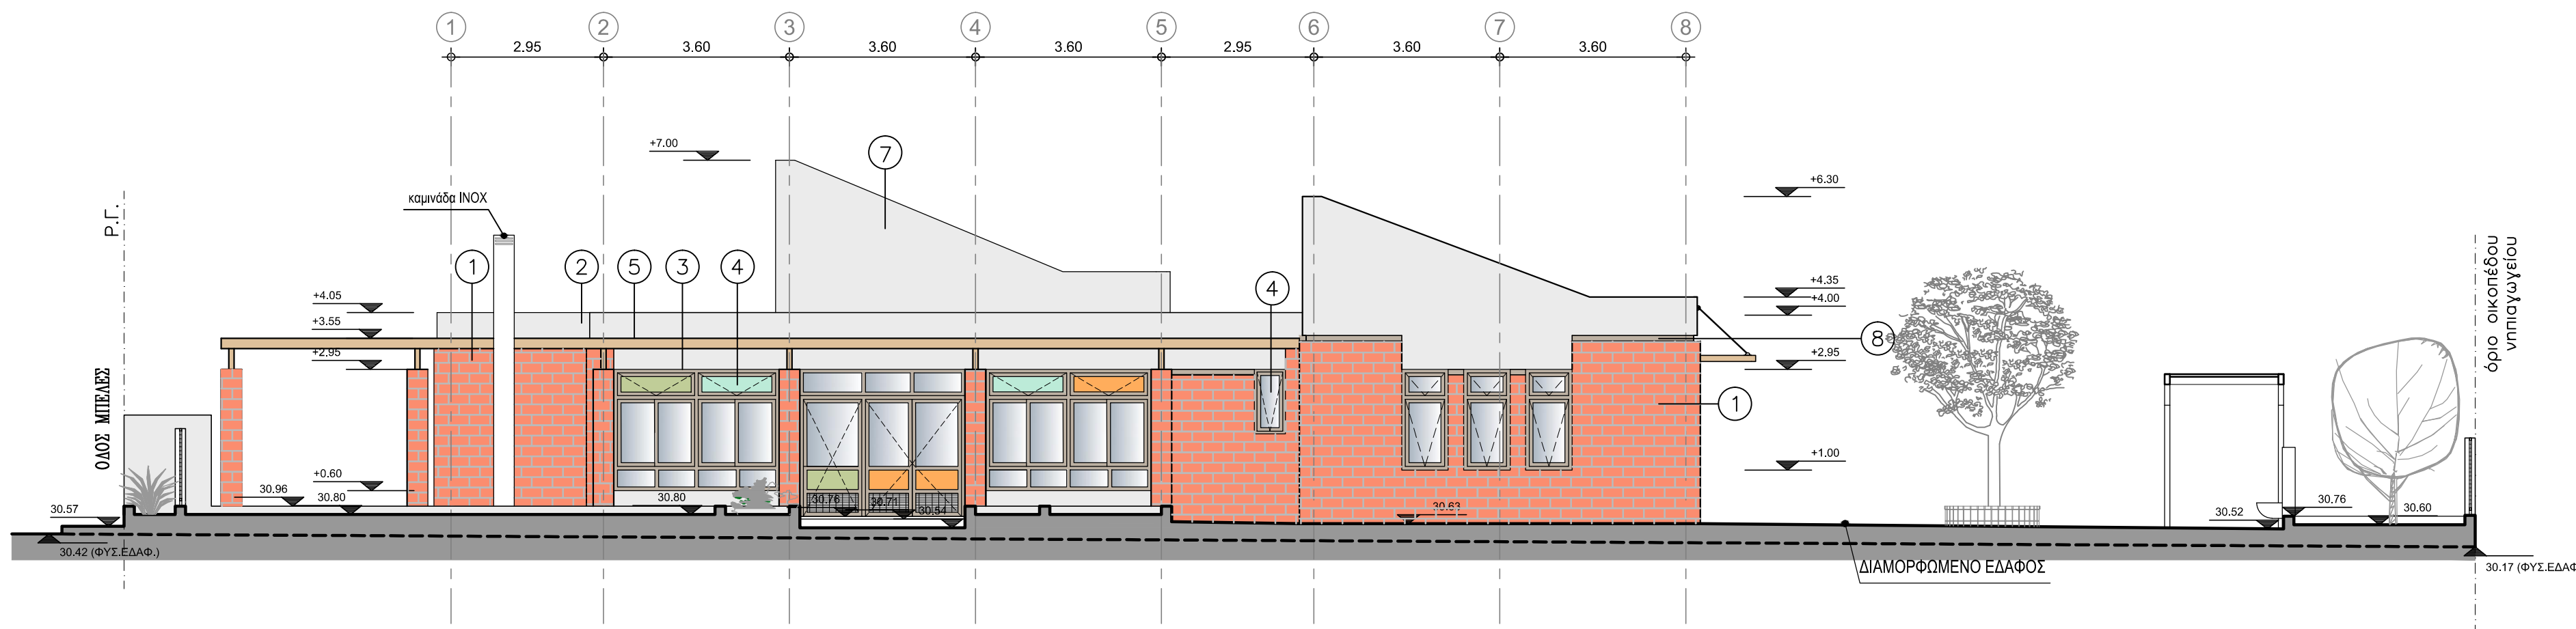 1 2 3 4 5 6 7 8
2.95 3.60 3.60 3.60 2.95 3.60 3.60
+7.00
7
+6.30
καμινάδα INOX
Ρ.Γ.
όριο οικοπέδου
νηπιαγωγείου
1 2 5 3 4 4
+4.35
+4.05
+4.00
+3.55
8
+2.95
+2.95
ΟΔΟΣ ΜΠΕΛΕΣ
1
+1.00
+0.60
30.96
30.80
30.80
30.76
30.71
30.54
30.63
30.57
30.52
30.76
30.60
30.42 (ΦΥΣ.ΕΔΑΦ.)
ΔΙΑΜΟΡΦΩΜΕΝΟ ΕΔΑΦΟΣ
30.17 (ΦΥΣ.ΕΔΑΦ